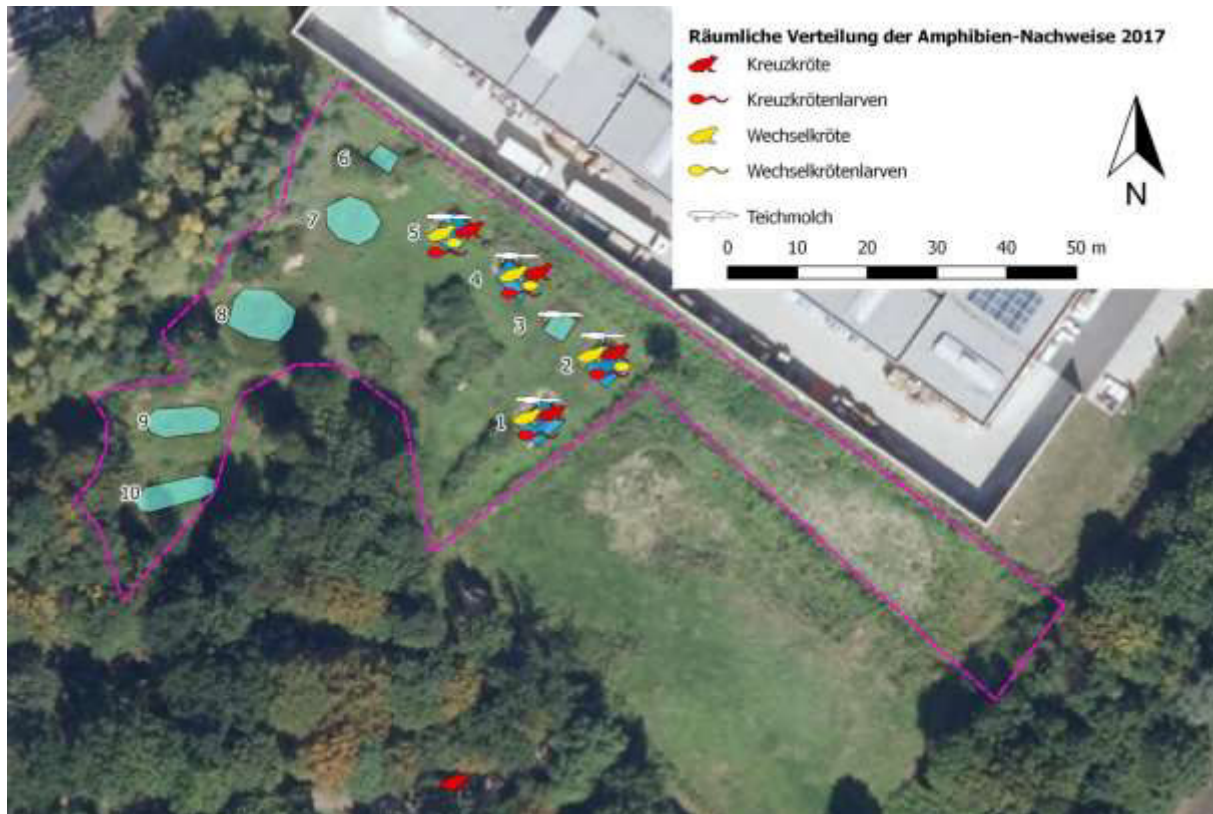 Räumliche Verteilung der Amphibien-Nachweise 2017
Kreuzkröte
Kreuzkrötenlarven
Wechselkröte
Wechselkrötenlarven
Teichmolch
N
0 10 20 30 40 50 m
6
7
5
4
8
3
2
9
1
10